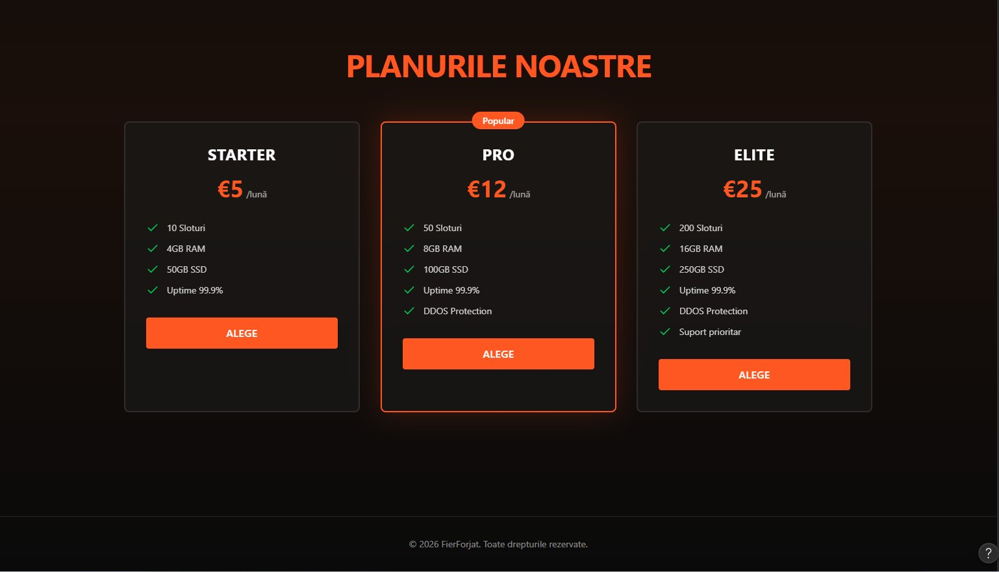 PLANURILE NOASTRE
STARTER
€5 /lună
10 Sloturi
4GB RAM
50GB SSD
Uptime 99.9%
ALEGE
Popular
PRO
€12 /lună
50 Sloturi
8GB RAM
100GB SSD
Uptime 99.9%
DDOS Protection
ALEGE
ELITE
€25 /lună
200 Sloturi
16GB RAM
250GB SSD
Uptime 99.9%
DDOS Protection
Suport prioritar
ALEGE
© 2026 FierForjat. Toate drepturile rezervate.
?